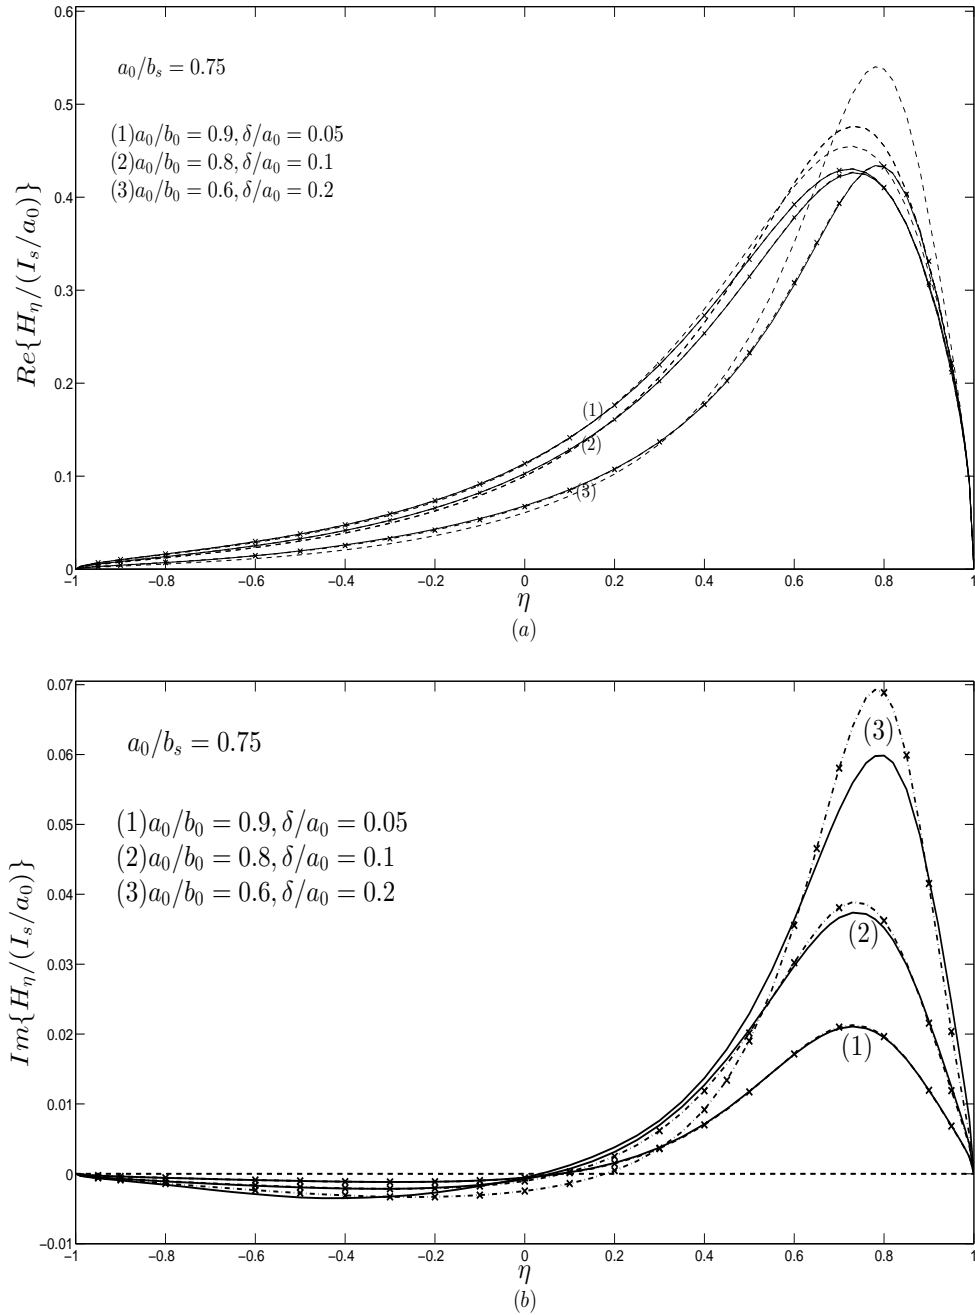 0.6
a₀/b_s = 0.75
0.5
(1)a₀/b₀ = 0.9, δ/a₀ = 0.05
(2)a₀/b₀ = 0.8, δ/a₀ = 0.1
(3)a₀/b₀ = 0.6, δ/a₀ = 0.2
0.4
Re{H_η/(I_s/a₀)}
0.3
0.2
(1)
(2)
0.1
(3)
0
−1 −0.8 −0.6 −0.4 −0.2 0 0.2 0.4 0.6 0.8 1
η
(a)
0.07
a₀/b_s = 0.75
(3)
0.06
(1)a₀/b₀ = 0.9, δ/a₀ = 0.05
0.05
(2)a₀/b₀ = 0.8, δ/a₀ = 0.1
(3)a₀/b₀ = 0.6, δ/a₀ = 0.2
0.04
Im{H_η/(I_s/a₀)}
(2)
0.03
0.02
(1)
0.01
0
−0.01
−1 −0.8 −0.6 −0.4 −0.2 0 0.2 0.4 0.6 0.8 1
η
(b)